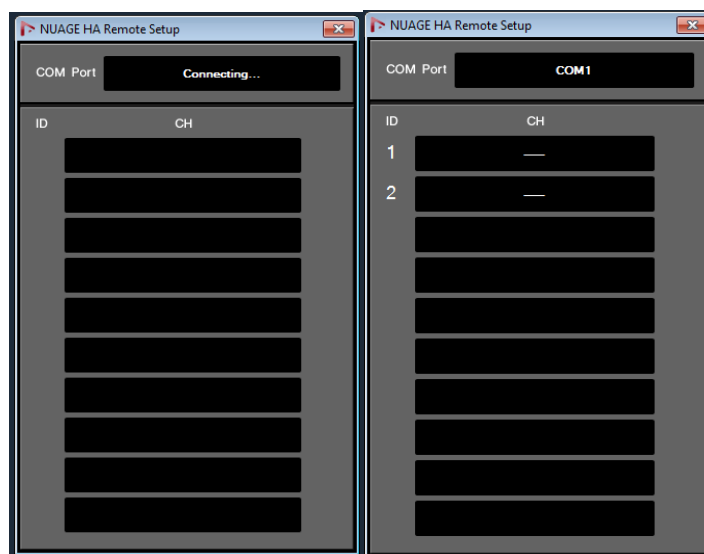 NUAGE HA Remote Setup
COM Port Connecting...
ID CH
NUAGE HA Remote Setup
COM Port COM1
ID CH
1 —
2 —